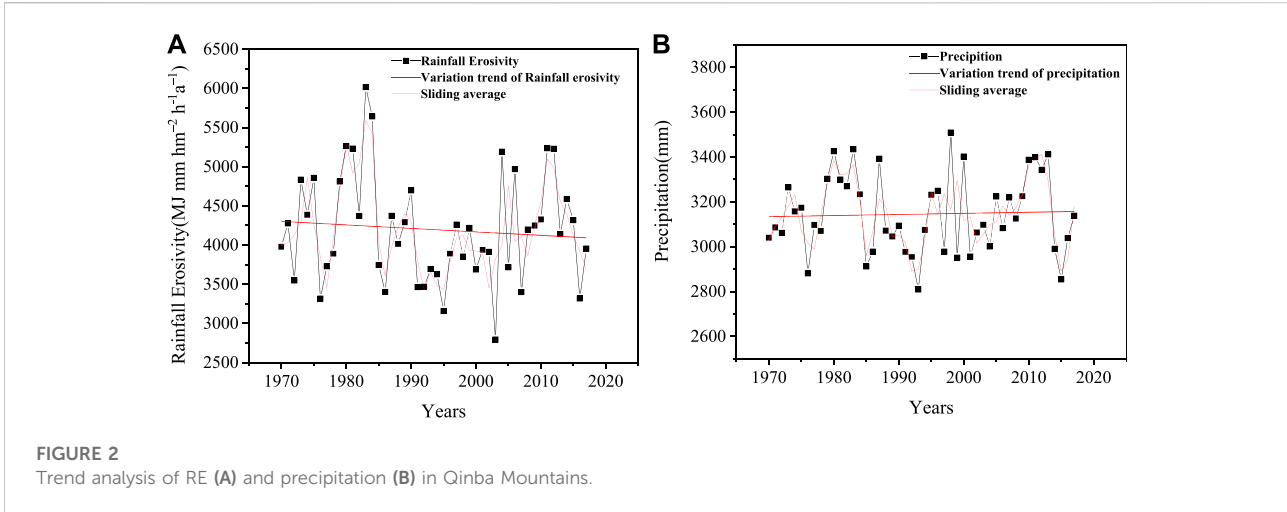 A
Rainfall Erosivity(MJ mm hm⁻² h⁻¹a⁻¹)
6500
6000
5500
5000
4500
4000
3500
3000
2500
Rainfall Erosivity
Variation trend of Rainfall erosivity
Sliding average
1970 1980 1990 2000 2010 2020
Years
B
Precipitation(mm)
3800
3600
3400
3200
3000
2800
2600
Precipition
Variation trend of precipitation
Sliding average
1970 1980 1990 2000 2010 2020
Years
FIGURE 2
Trend analysis of RE (A) and precipitation (B) in Qinba Mountains.